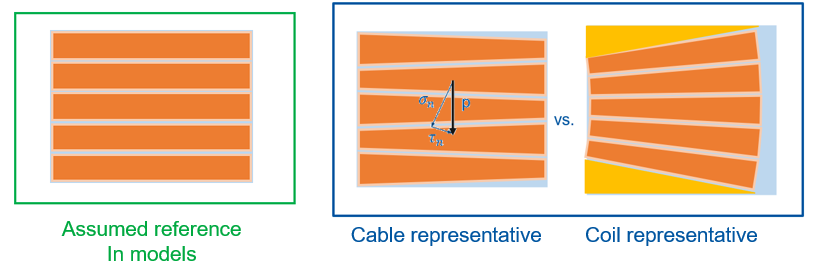 σn
p
τn
vs.
Assumed reference
In models
Cable representative
Coil representative